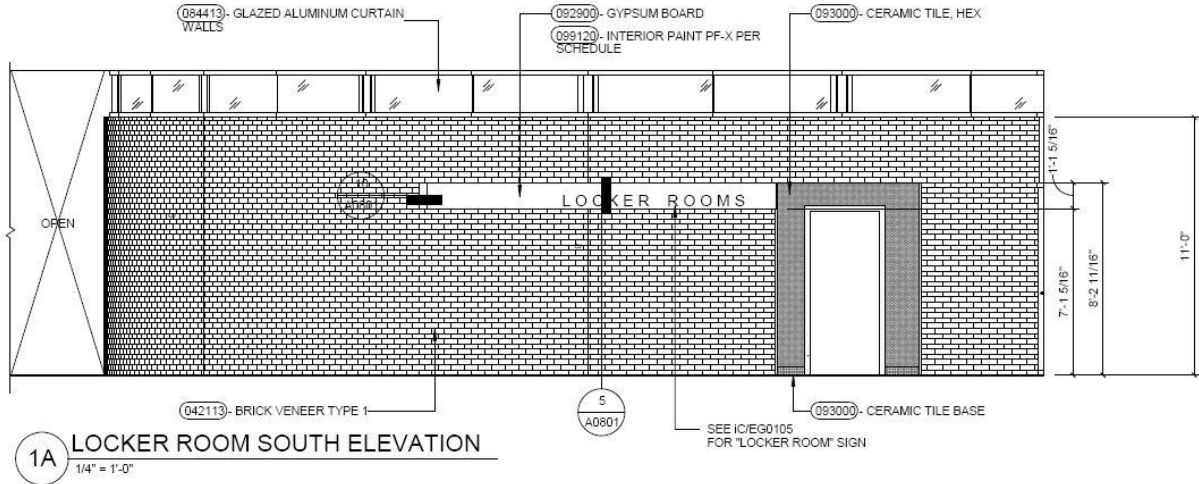 084413 - GLAZED ALUMINUM CURTAIN
WALLS
092900 - GYPSUM BOARD
099120 - INTERIOR PAINT PF-X PER
SCHEDULE
093000 - CERAMIC TILE, HEX
OPEN
LOCKER ROOMS
1'-1 5/16"
7'-1 5/16"
8'-2 11/16"
11'-0"
042113 - BRICK VENEER TYPE 1
5
A0801
093000 - CERAMIC TILE BASE
SEE iC/EG0105
FOR "LOCKER ROOM" SIGN
1A
LOCKER ROOM SOUTH ELEVATION
1/4" = 1'-0"